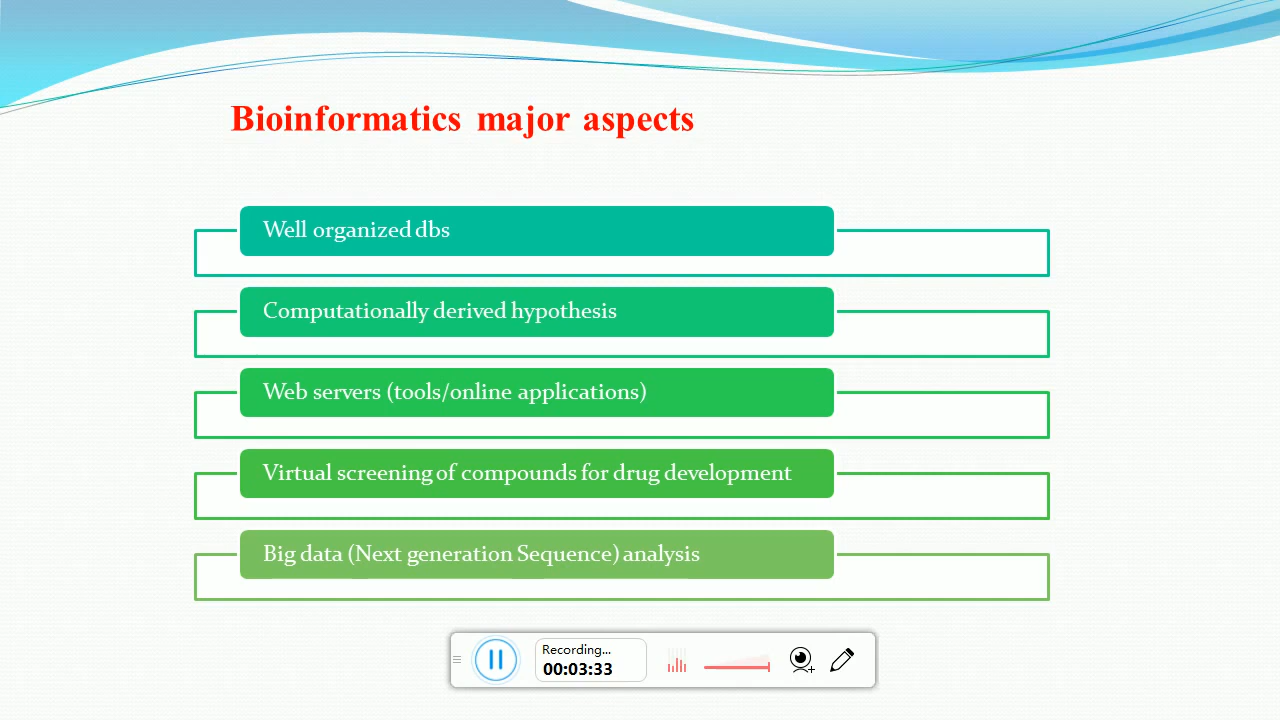 Bioinformatics major aspects
Well organized dbs
Computationally derived hypothesis
Web servers (tools/online applications)
Virtual screening of compounds for drug development
Big data (Next generation Sequence) analysis
Recording...
00:03:33